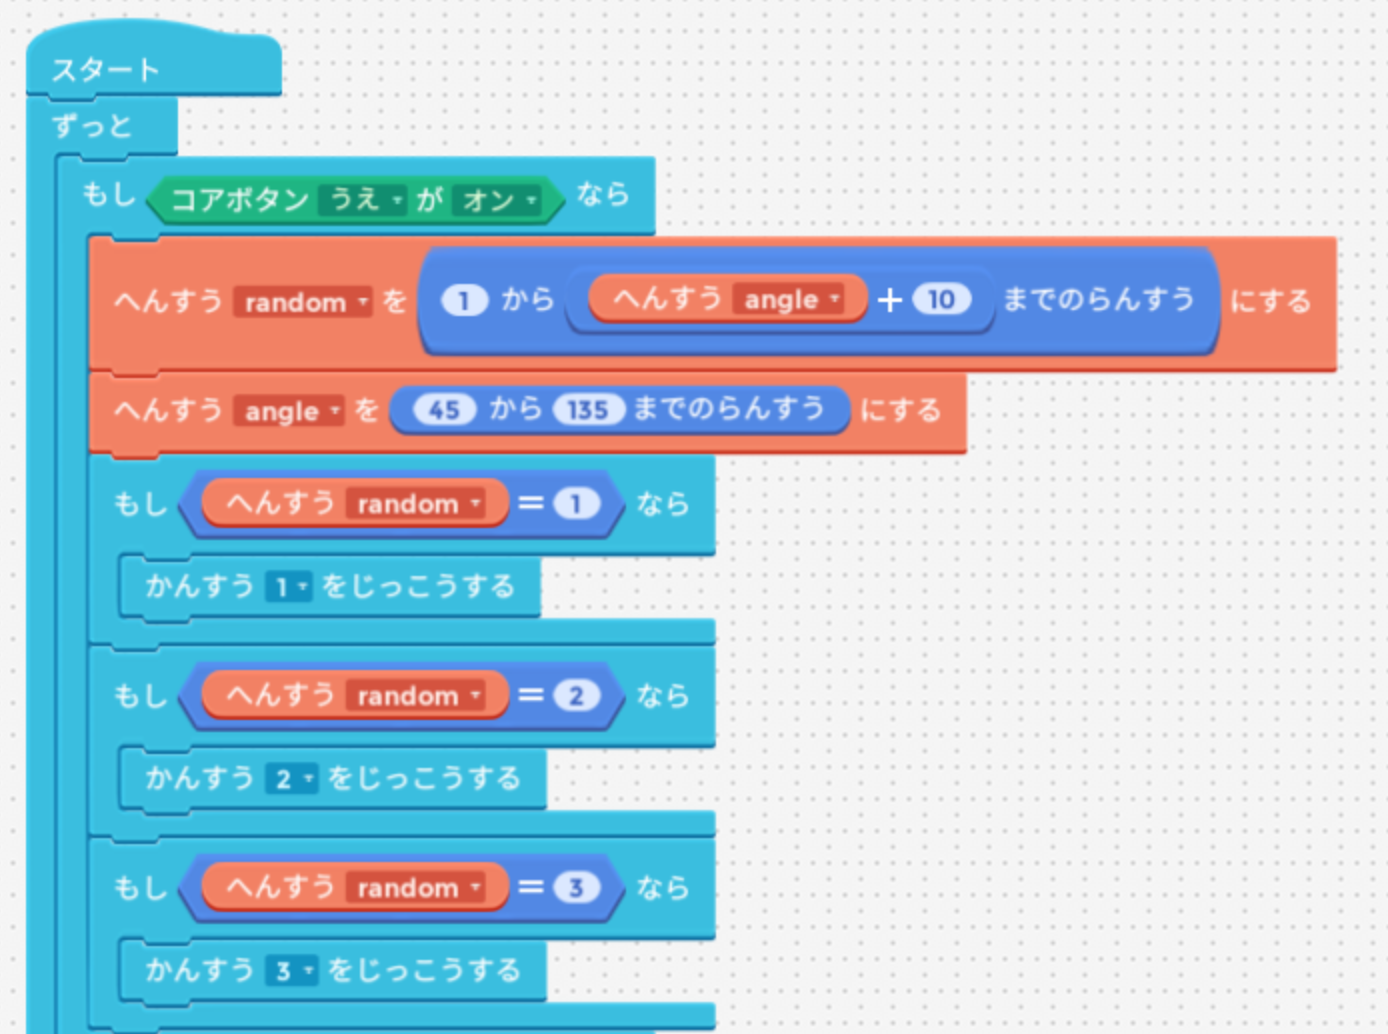 スタート
ずっと
もし コアボタン うえ が オン なら
へんすう random を 1 から へんすう angle + 10 までのらんすう にする
へんすう angle を 45 から 135 までのらんすう にする
もし へんすう random = 1 なら
かんすう 1 をじっこうする
もし へんすう random = 2 なら
かんすう 2 をじっこうする
もし へんすう random = 3 なら
かんすう 3 をじっこうする